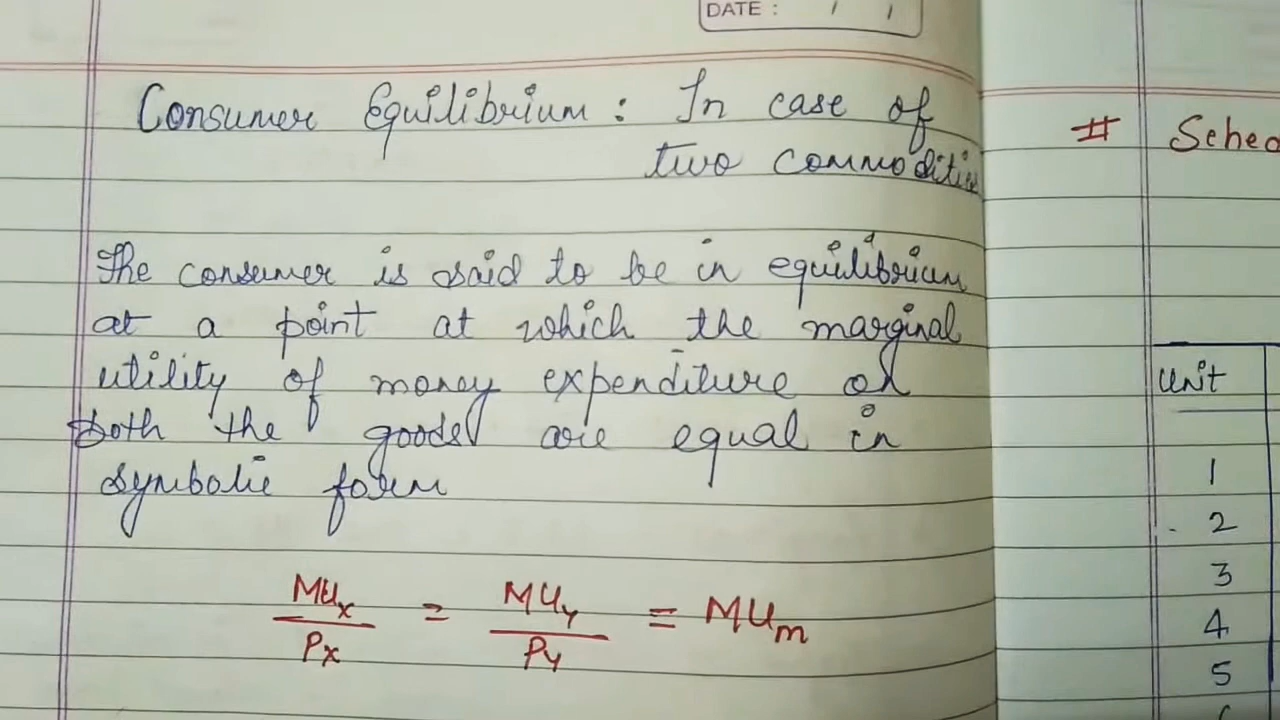 DATE : / /
Consumer Equilibrium : In case of
two commodities
The consumer is said to be in equilibrium
at a point at which the marginal
utility of money expenditure on
both the goods are equal in
symbolic form
MUx / Px = MUy / Py = MUm
# Sched
Unit
1
2
3
4
5